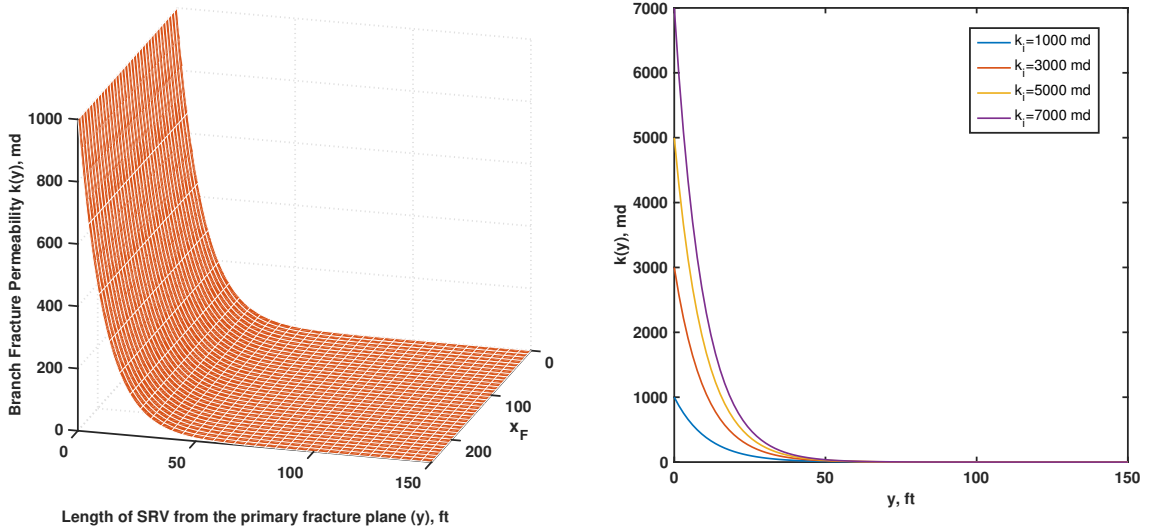 1000
800
600
400
200
0
Branch Fracture Permeability k(y), md
0
50
100
150
0
100
200
x_F
Length of SRV from the primary fracture plane (y), ft
7000
6000
5000
4000
3000
2000
1000
0
k(y), md
k_i=1000 md
k_i=3000 md
k_i=5000 md
k_i=7000 md
0
50
100
150
y, ft